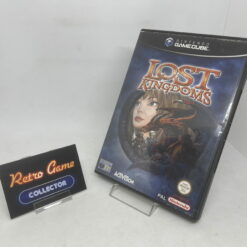 NINTENDO
GAMECUBE
LOST
KINGDOMS
ACTIVISION
PAL
Nintendo
Retro Game
COLLECTOR